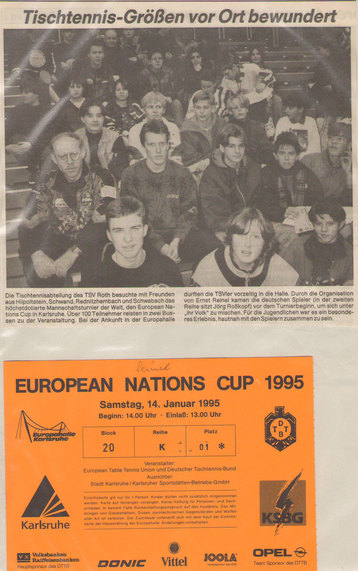 Tischtennis-Größen vor Ort bewundert
Die Tischtennisabteilung des TSV Roth besuchte mit Freunden
aus Hilpoltstein, Schwand, Rednitzhembach und Schwabach das
höchstdotierte Mannschaftsturnier der Welt, den European Na-
tions Cup in Karlsruhe. Über 100 Teilnehmer reisten in zwei Bus-
sen zu der Veranstaltung. Bei der Ankunft in der Europahalle
durften die TSVler vorzeitig in die Halle. Durch die Organisation
von Ernst Reinel kamen die deutschen Spieler (in der zweiten
Reihe sitzt Jörg Roßkopf) vor dem Turnierbeginn, um sich unter
„ihr Volk" zu mischen. Für die Jugendlichen war es ein besonde-
res Erlebnis, hautnah mit den Spielern zusammen zu sein.
EUROPEAN NATIONS CUP 1995
Samstag, 14. Januar 1995
Beginn: 14.00 Uhr · Einlaß: 13.00 Uhr
Europahalle
Karlsruhe
Block Reihe Platz
20 K 01 *
DTTB
Veranstalter
European Table Tennis Union und Deutscher Tischtennis-Bund
Ausrichter
Stadt Karlsruhe / Karlsruher Sportstätten-Betriebs GmbH
Karlsruhe
KSBG
Volksbanken
Raiffeisenbanken
Hauptsponsor des DTTB
DONIC
Vittel
JOOLA
OPEL
Team Sponsor des DTTB